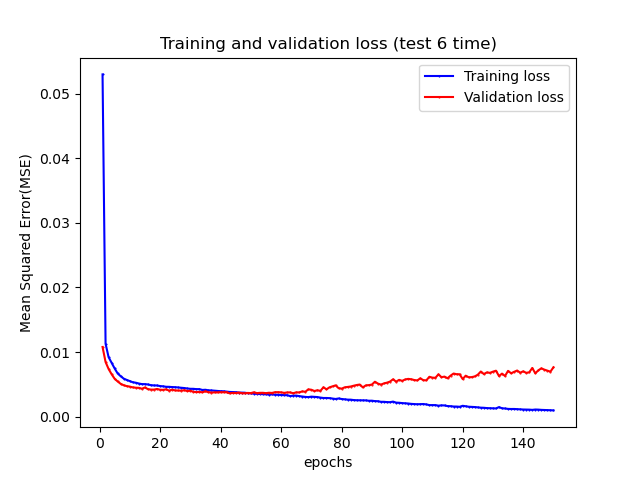 Training and validation loss (test 6 time)
Training loss
Validation loss
Mean Squared Error(MSE)
0.05
0.04
0.03
0.02
0.01
0.00
0 20 40 60 80 100 120 140
epochs